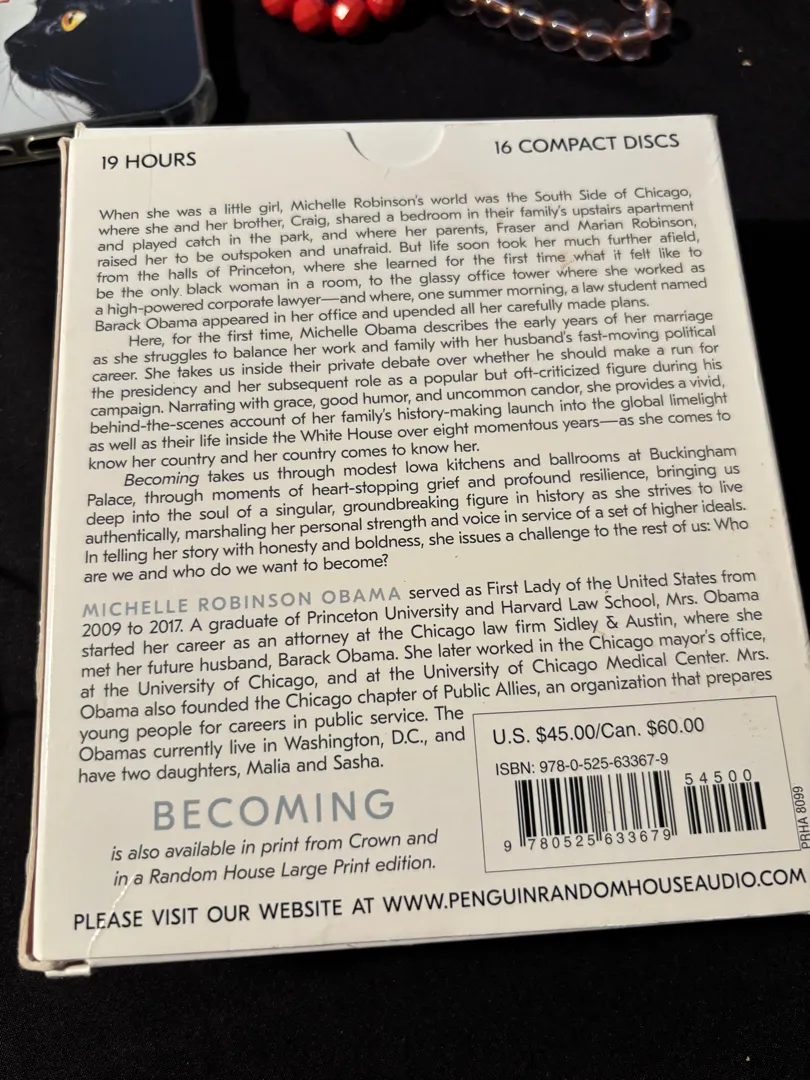 19 HOURS
16 COMPACT DISCS
When she was a little girl, Michelle Robinson's world was the South Side of Chicago,
where she and her brother, Craig, shared a bedroom in their family's upstairs apartment
and played catch in the park, and where her parents, Fraser and Marian Robinson,
raised her to be outspoken and unafraid. But life soon took her much further afield,
from the halls of Princeton, where she learned for the first time what it felt like to
be the only black woman in a room, to the glassy office tower where she worked as
a high-powered corporate lawyer—and where, one summer morning, a law student named
Barack Obama appeared in her office and upended all her carefully made plans.
Here, for the first time, Michelle Obama describes the early years of her marriage
as she struggles to balance her work and family with her husband's fast-moving political
career. She takes us inside their private debate over whether he should make a run for
the presidency and her subsequent role as a popular but oft-criticized figure during his
campaign. Narrating with grace, good humor, and uncommon candor, she provides a vivid,
behind-the-scenes account of her family's history-making launch into the global limelight
as well as their life inside the White House over eight momentous years—as she comes to
know her country and her country comes to know her.
Becoming takes us through modest Iowa kitchens and ballrooms at Buckingham
Palace, through moments of heart-stopping grief and profound resilience, bringing us
deep into the soul of a singular, groundbreaking figure in history as she strives to live
authentically, marshaling her personal strength and voice in service of a set of higher ideals.
In telling her story with honesty and boldness, she issues a challenge to the rest of us: Who
are we and who do we want to become?
MICHELLE ROBINSON OBAMA served as First Lady of the United States from
2009 to 2017. A graduate of Princeton University and Harvard Law School, Mrs. Obama
started her career as an attorney at the Chicago law firm Sidley & Austin, where she
met her future husband, Barack Obama. She later worked in the Chicago mayor's office,
at the University of Chicago, and at the University of Chicago Medical Center. Mrs.
Obama also founded the Chicago chapter of Public Allies, an organization that prepares
young people for careers in public service. The
Obamas currently live in Washington, D.C., and
have two daughters, Malia and Sasha.
BECOMING
is also available in print from Crown and
in a Random House Large Print edition.
U.S. $45.00/Can. $60.00
ISBN: 978-0-525-63367-9
54500
9 780525 633679
PRHA 8099
PLEASE VISIT OUR WEBSITE AT WWW.PENGUINRANDOMHOUSEAUDIO.COM